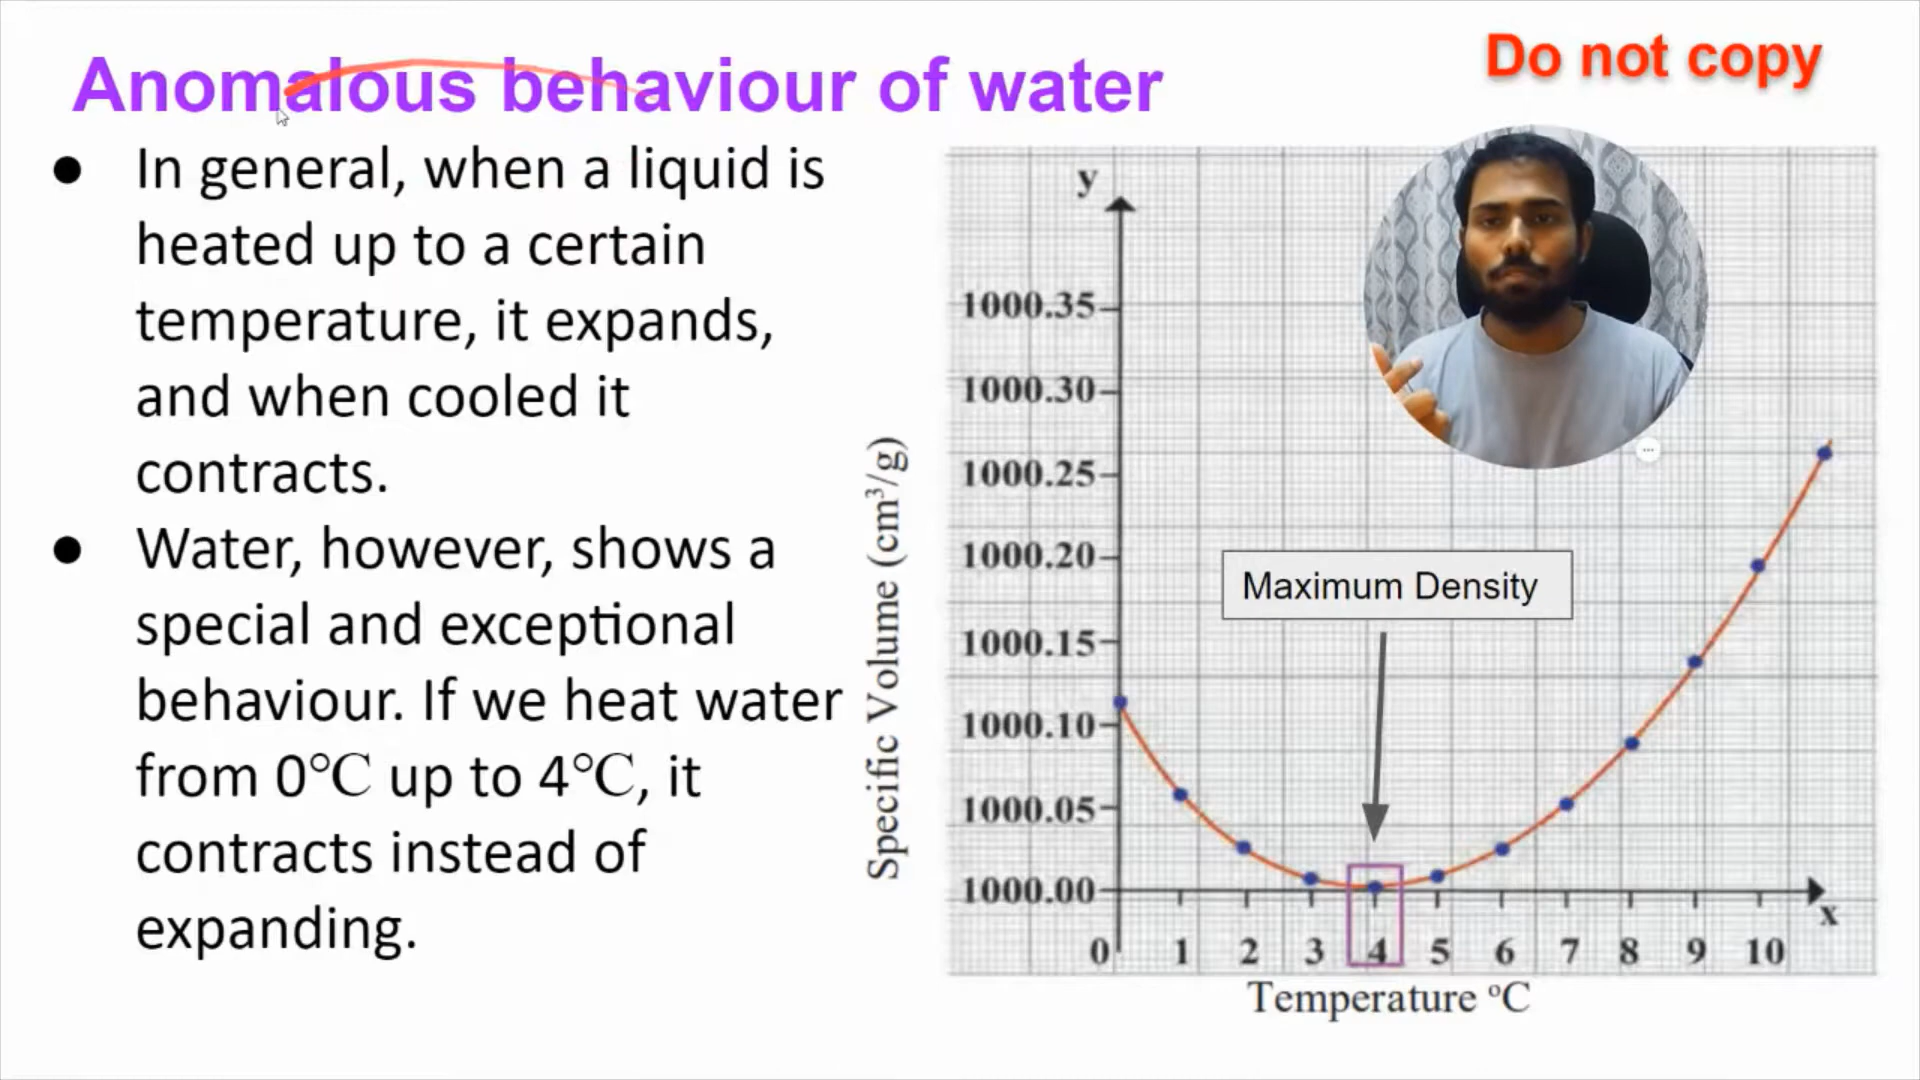 Anomalous behaviour of water
Do not copy
● In general, when a liquid is
heated up to a certain
temperature, it expands,
and when cooled it
contracts.
● Water, however, shows a
special and exceptional
behaviour. If we heat water
from 0°C up to 4°C, it
contracts instead of
expanding.
y
1000.35
1000.30
1000.25
1000.20
1000.15
1000.10
1000.05
1000.00
Specific Volume (cm³/g)
Maximum Density
x
0 1 2 3 4 5 6 7 8 9 10
Temperature °C